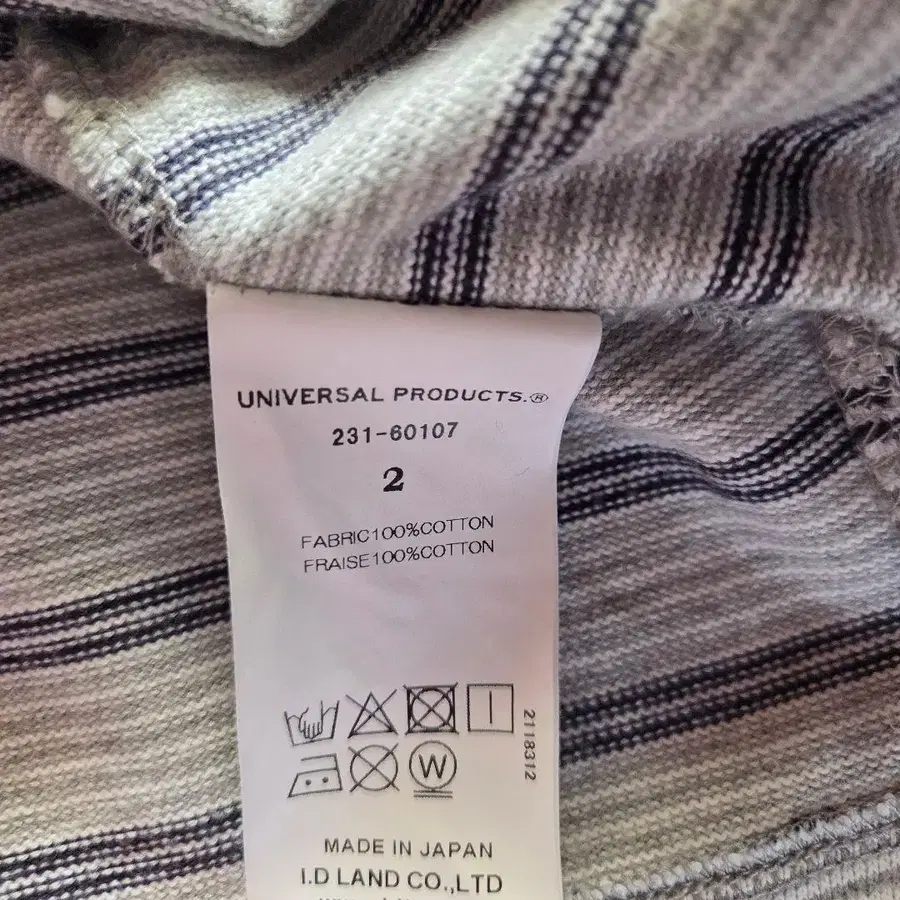 UNIVERSAL PRODUCTS.®
231-60107
2
FABRIC100%COTTON
FRAISE100%COTTON
2118312
W
MADE IN JAPAN
I.D LAND CO.,LTD